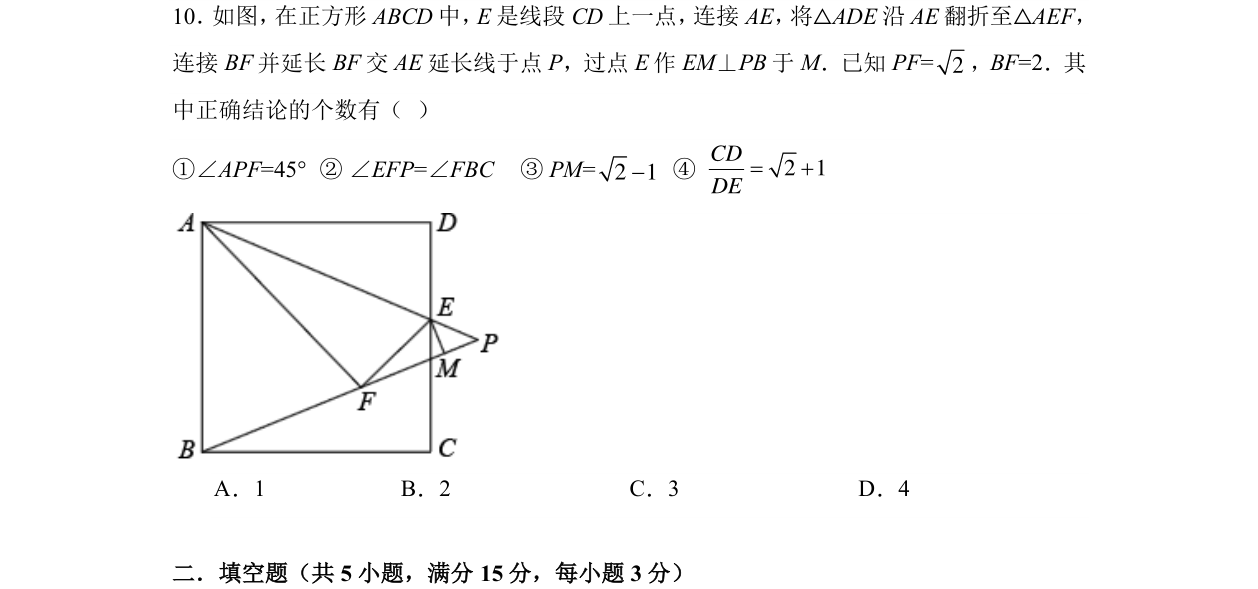 10．如图，在正方形 ABCD 中，E 是线段 CD 上一点，连接 AE，将△ADE 沿 AE 翻折至△AEF，
连接 BF 并延长 BF 交 AE 延长线于点 P，过点 E 作 EM⊥PB 于 M．已知 PF=√2，BF=2．其
中正确结论的个数有（ ）
①∠APF=45° ② ∠EFP=∠FBC ③ PM=√2−1 ④ CD/DE=√2+1
A D
E
P
M
F
B C
A．1 B．2 C．3 D．4
二．填空题（共 5 小题，满分 15 分，每小题 3 分）